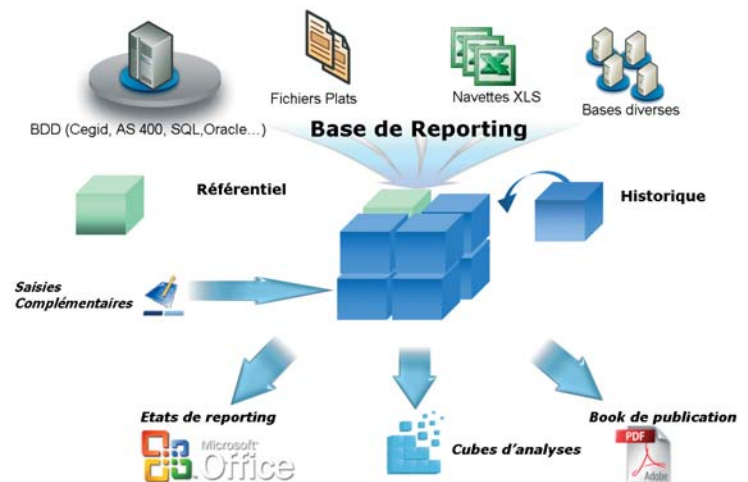 Fichiers Plats
Navettes XLS
Bases diverses
BDD (Cegid, AS 400, SQL,Oracle...)
Base de Reporting
Référentiel
Historique
Saisies
Complémentaires
Etats de reporting
Microsoft
Office
Cubes d'analyses
Book de publication
PDF
Adobe